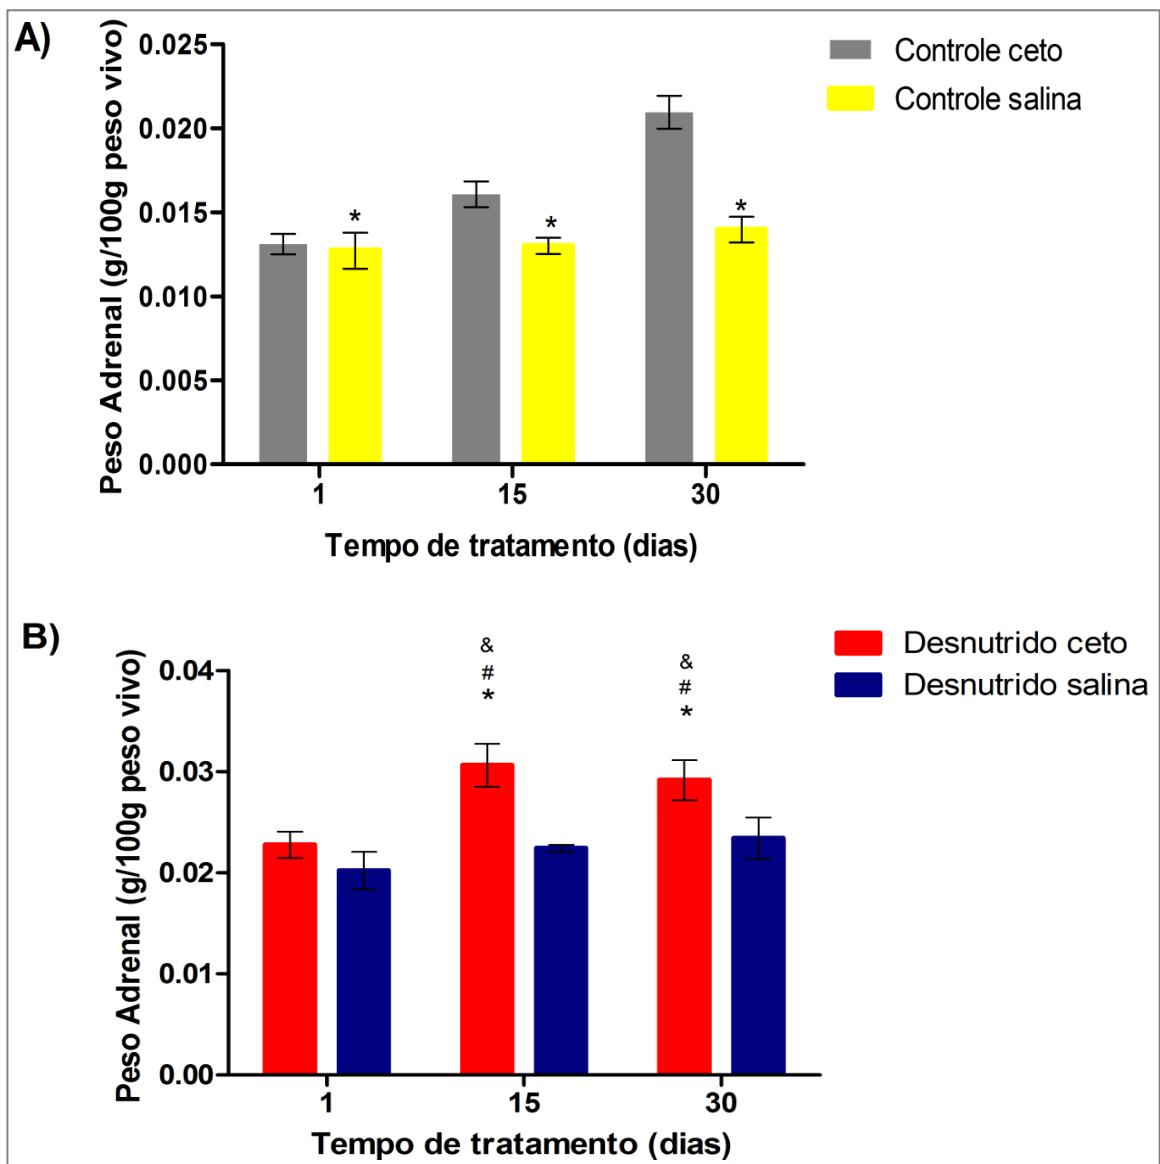 A)
Peso Adrenal (g/100g peso vivo)
0.025
0.020
0.015
0.010
0.005
0.000
* * *
1 15 30
Tempo de tratamento (dias)
Controle ceto
Controle salina
B)
Peso Adrenal (g/100g peso vivo)
0.04
0.03
0.02
0.01
0.00
& &
# #
* *
1 15 30
Tempo de tratamento (dias)
Desnutrido ceto
Desnutrido salina